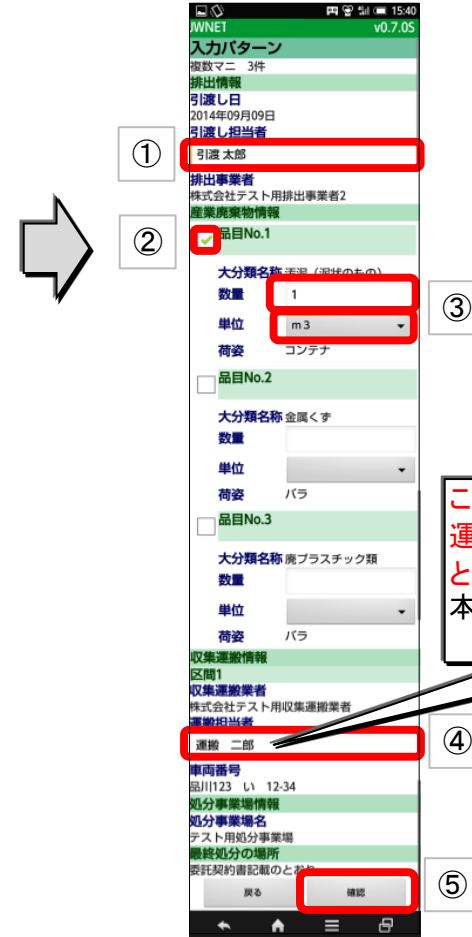 15:40
JWNET v0.7.0S
入力パターン
複数マニ 3件
排出情報
引渡し日
2014年09月09日
引渡し担当者
① 引渡 太郎
排出事業者
株式会社テスト用排出事業者2
産業廃棄物情報
② 品目No.1
大分類名称 汚泥（泥状のもの）
数量 1
③
単位 m3
荷姿 コンテナ
品目No.2
大分類名称 金属くず
数量
単位
荷姿 バラ
品目No.3
大分類名称 廃プラスチック類
数量
単位
荷姿 バラ
こ
運
と
本
収集運搬情報
区間1
収集運搬業者
株式会社テスト用収集運搬業者
運搬担当者
運搬 二郎 ④
車両番号
品川123 い 12-34
処分事業場情報
処分事業場名
テスト用処分事業場
最終処分の場所
委託契約書記載のとおり
戻る 確認 ⑤